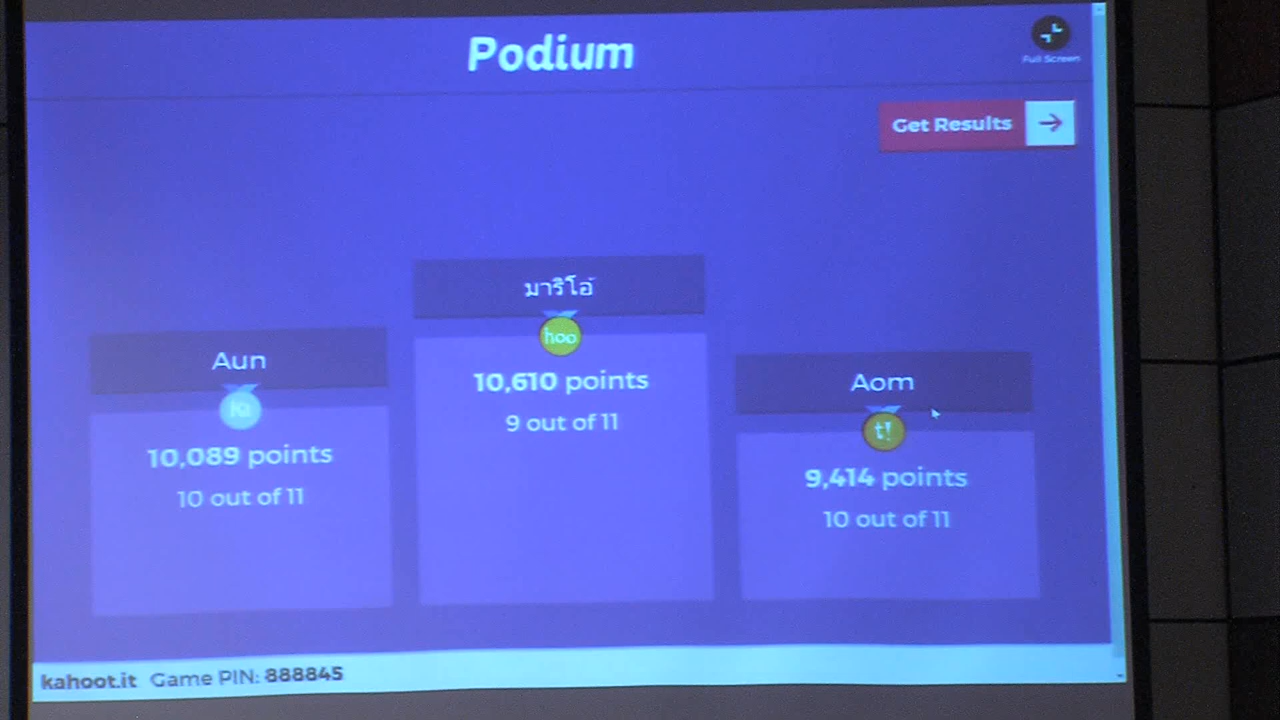 Podium
Full Screen
Get Results
มาริโอ้
hoo
10,610 points
9 out of 11
Aun
10,089 points
10 out of 11
Aom
t!
9,414 points
10 out of 11
kahoot.it Game PIN: 888845